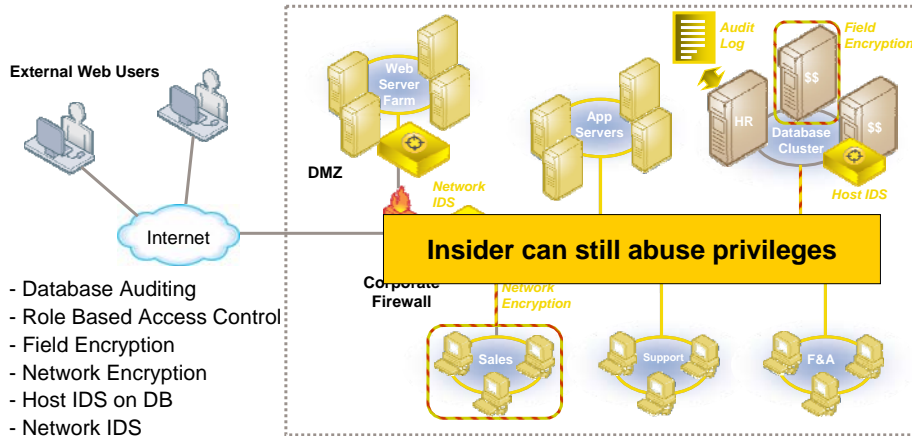 External Web Users
Web
Server
Farm
App
Servers
Audit
Log
Field
Encryption
$$
HR
$$
Database
Cluster
DMZ
Network
IDS
Host IDS
Internet
Insider can still abuse privileges
Corporate
Firewall
Network
Encryption
- Database Auditing
- Role Based Access Control
- Field Encryption
- Network Encryption
- Host IDS on DB
- Network IDS
Sales
Support
F&A